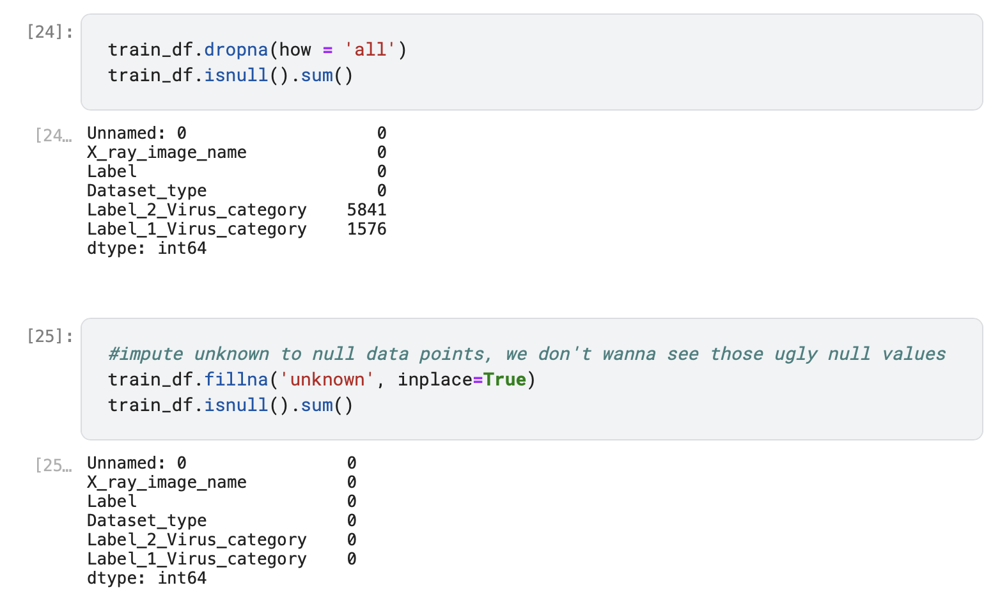 [24]:
train_df.dropna(how = 'all')
train_df.isnull().sum()
[24…
Unnamed: 0                   0
X_ray_image_name             0
Label                        0
Dataset_type                 0
Label_2_Virus_category    5841
Label_1_Virus_category    1576
dtype: int64
[25]:
#impute unknown to null data points, we don't wanna see those ugly null values
train_df.fillna('unknown', inplace=True)
train_df.isnull().sum()
[25…
Unnamed: 0                0
X_ray_image_name          0
Label                     0
Dataset_type              0
Label_2_Virus_category    0
Label_1_Virus_category    0
dtype: int64